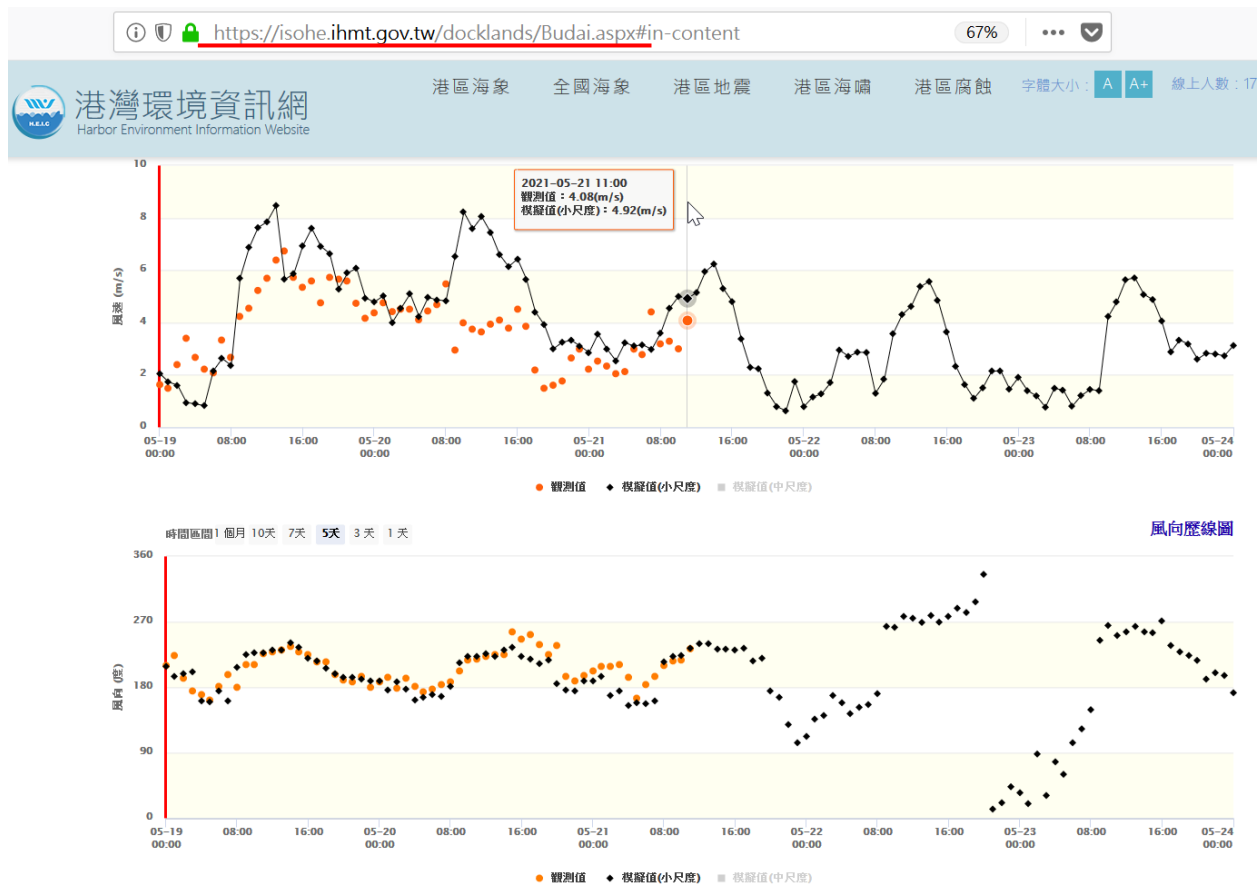 https://isohe.ihmt.gov.tw/docklands/Budai.aspx#in-content 67%
港區海象 全國海象 港區地震 港區海嘯 港區腐蝕 字體大小： A A+ 線上人數：17
H.E.I.C
港灣環境資訊網
Harbor Environment Information Website
2021-05-21 11:00
觀測值：4.08(m/s)
模擬值(小尺度)：4.92(m/s)
風速 (m/s)
10
8
6
4
2
0
05-19 08:00 16:00 05-20 08:00 16:00 05-21 08:00 16:00 05-22 08:00 16:00 05-23 08:00 16:00 05-24
00:00 00:00 00:00 00:00 00:00 00:00
觀測值 模擬值(小尺度) 模擬值(中尺度)
時間區間 1 個月 10天 7天 5天 3 天 1 天
風向歷線圖
風向 (度)
360
270
180
90
0
05-19 08:00 16:00 05-20 08:00 16:00 05-21 08:00 16:00 05-22 08:00 16:00 05-23 08:00 16:00 05-24
00:00 00:00 00:00 00:00 00:00 00:00
觀測值 模擬值(小尺度) 模擬值(中尺度)